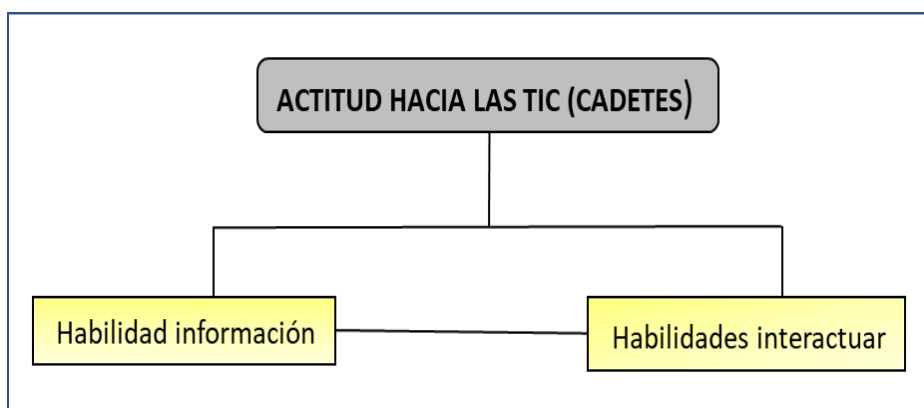 ACTITUD HACIA LAS TIC (CADETES)
Habilidad información
Habilidades interactuar